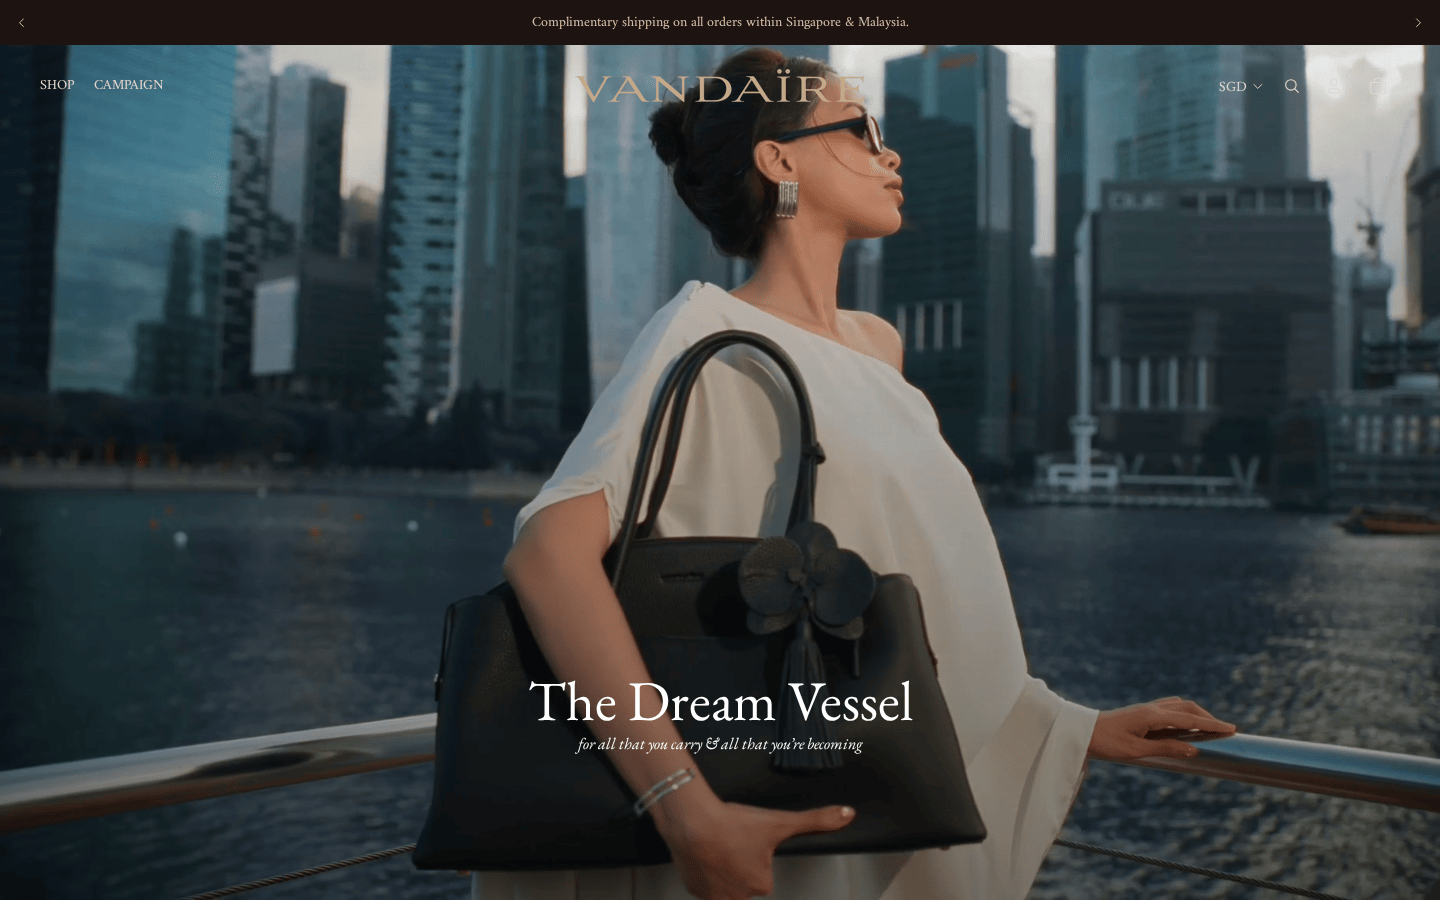 Complimentary shipping on all orders within Singapore & Malaysia.
SHOP CAMPAIGN
VANDAÏRE
SGD
The Dream Vessel
for all that you carry & all that you're becoming